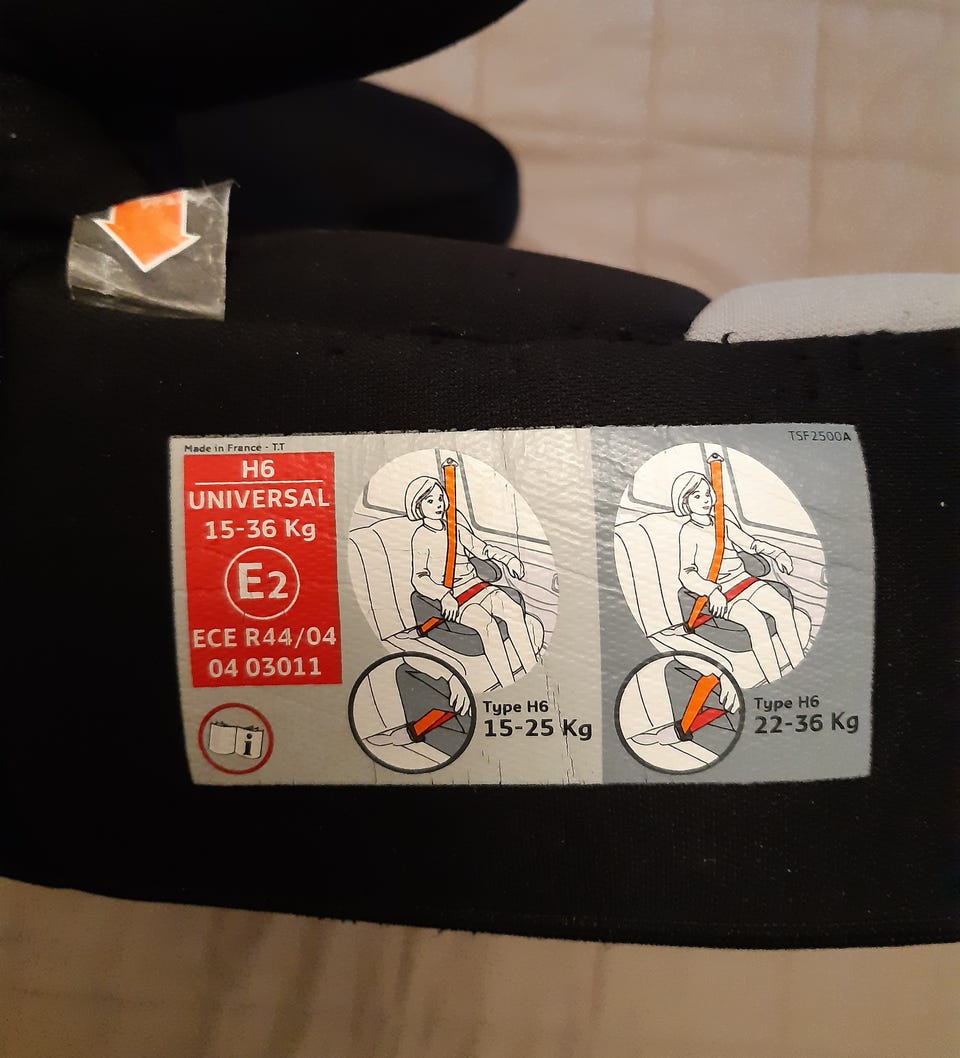 Made in France - T.T
H6
UNIVERSAL
15-36 Kg
E2
ECE R44/04
04 03011
i
Type H6
15-25 Kg
TSF2500A
Type H6
22-36 Kg